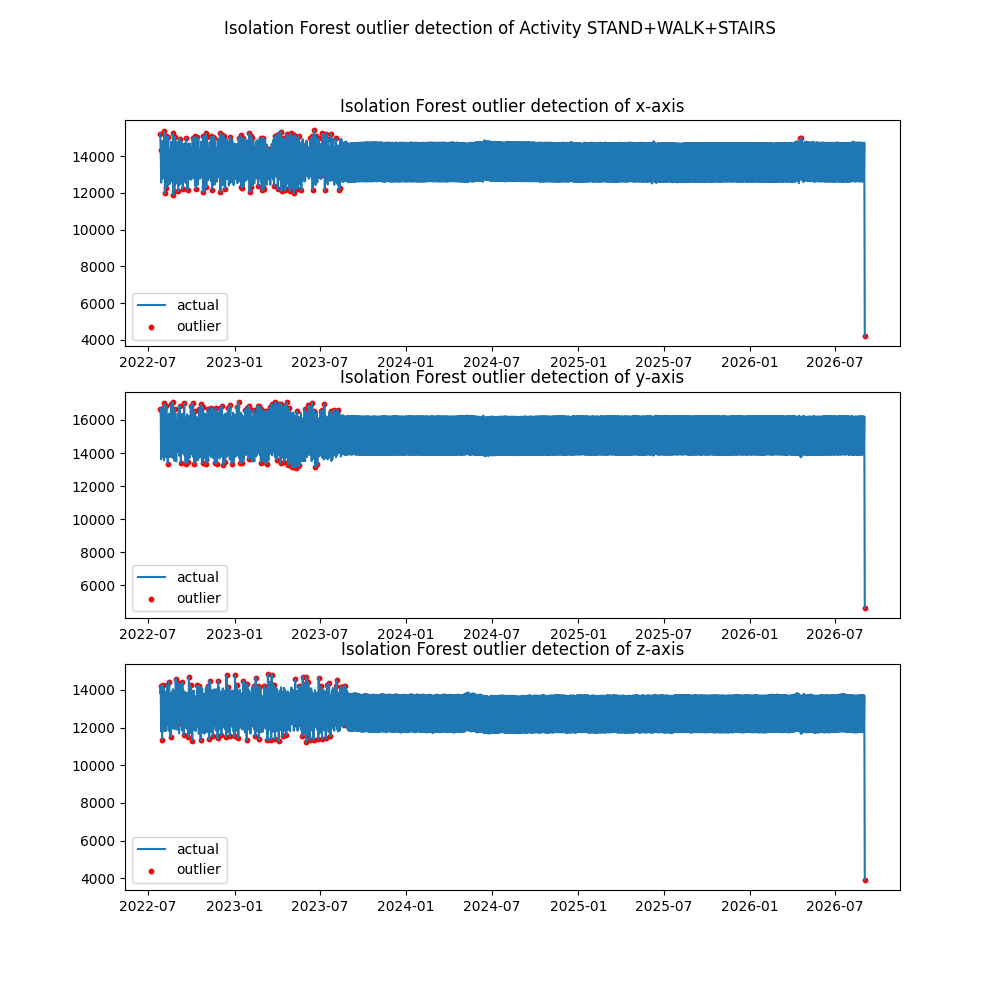 Isolation Forest outlier detection of Activity STAND+WALK+STAIRS
Isolation Forest outlier detection of x-axis
14000
12000
10000
8000
6000
4000
actual
outlier
2022-07 2023-01 2023-07 2024-01 2024-07 2025-01 2025-07 2026-01 2026-07
Isolation Forest outlier detection of y-axis
16000
14000
12000
10000
8000
6000
actual
outlier
2022-07 2023-01 2023-07 2024-01 2024-07 2025-01 2025-07 2026-01 2026-07
Isolation Forest outlier detection of z-axis
14000
12000
10000
8000
6000
4000
actual
outlier
2022-07 2023-01 2023-07 2024-01 2024-07 2025-01 2025-07 2026-01 2026-07